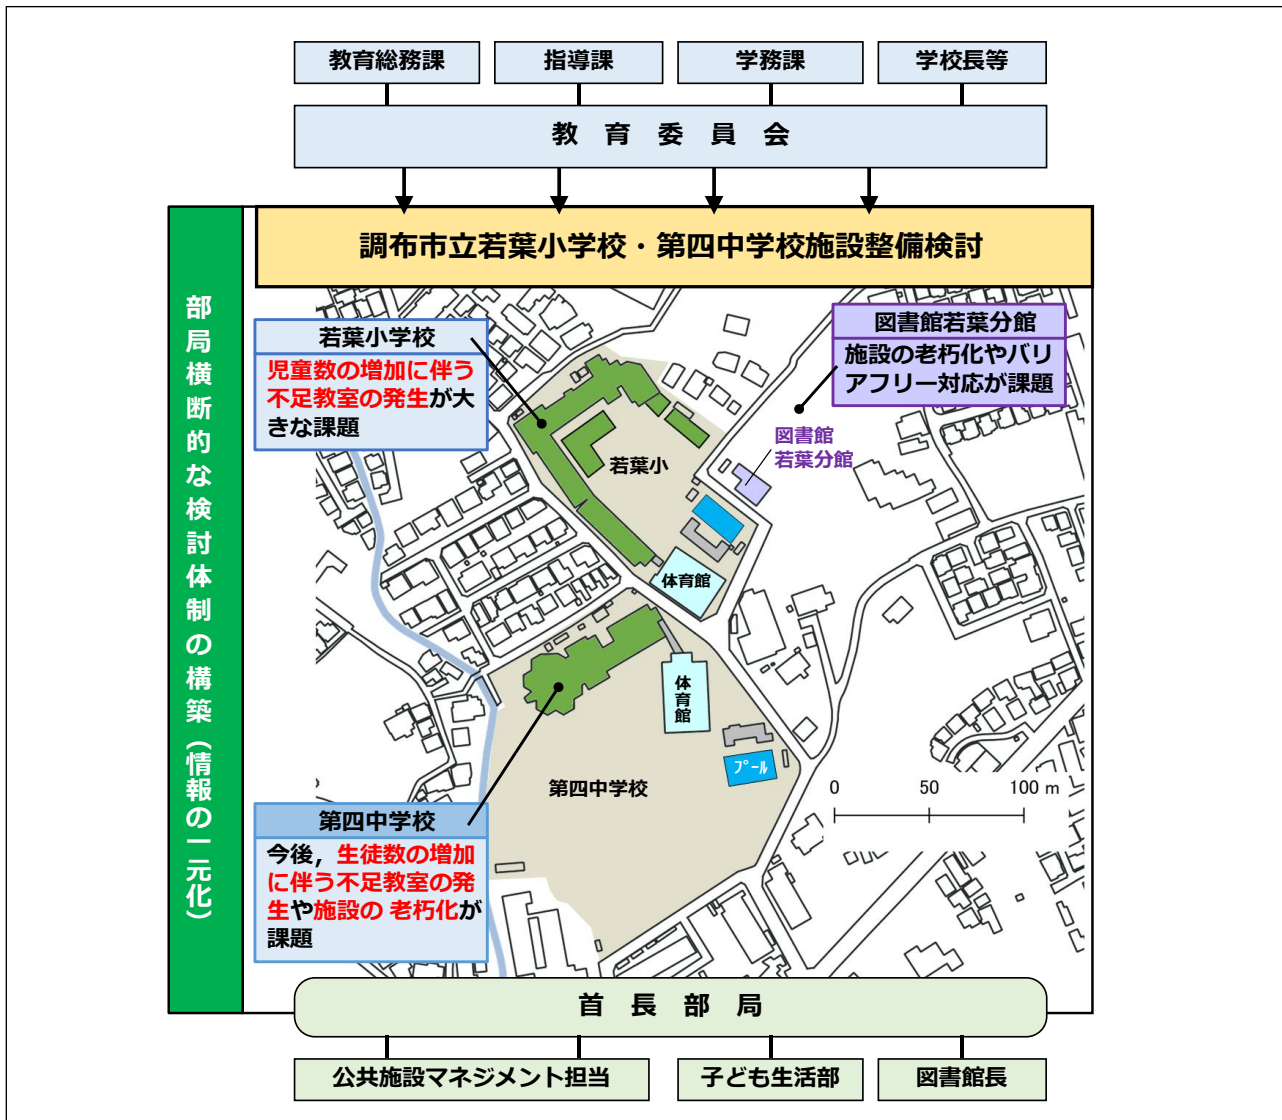 教育総務課
指導課
学務課
学校長等
教育委員会
調布市立若葉小学校・第四中学校施設整備検討
部局横断的な検討体制の構築（情報の一元化）
若葉小学校
児童数の増加に伴う
不足教室の発生が大
きな課題
図書館若葉分館
施設の老朽化やバリ
アフリー対応が課題
図書館
若葉分館
若葉小
体育館
体育館
プール
第四中学校
0 50 100 m
第四中学校
今後，生徒数の増加
に伴う不足教室の発
生や施設の 老朽化が
課題
首長部局
公共施設マネジメント担当
子ども生活部
図書館長